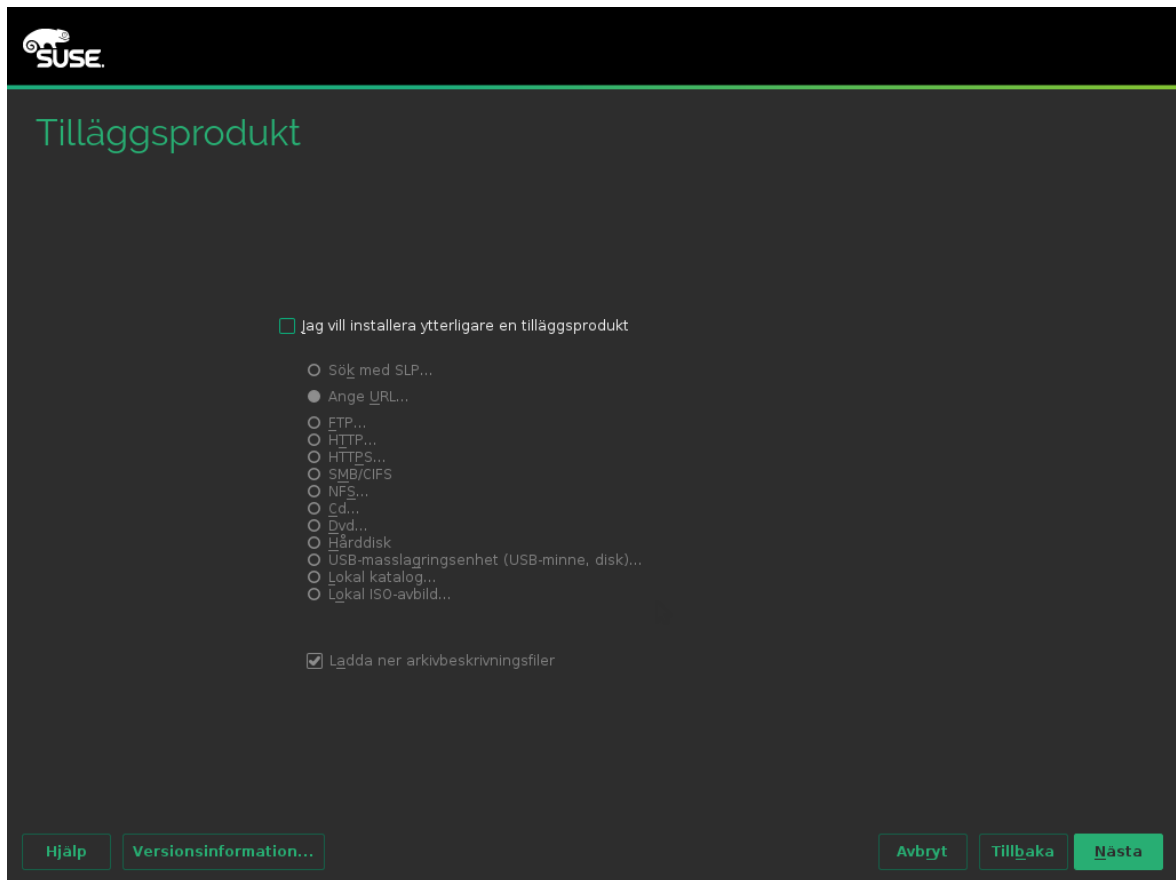 SUSE.
Tilläggsprodukt
Jag vill installera ytterligare en tilläggsprodukt
Sök med SLP...
Ange URL...
FTP...
HTTP...
HTTPS...
SMB/CIFS
NFS...
Cd...
Dvd...
Hårddisk
USB-masslagringsenhet (USB-minne, disk)...
Lokal katalog...
Lokal ISO-avbild...
Ladda ner arkivbeskrivningsfiler
Hjälp Versionsinformation... Avbryt Tillbaka Nästa